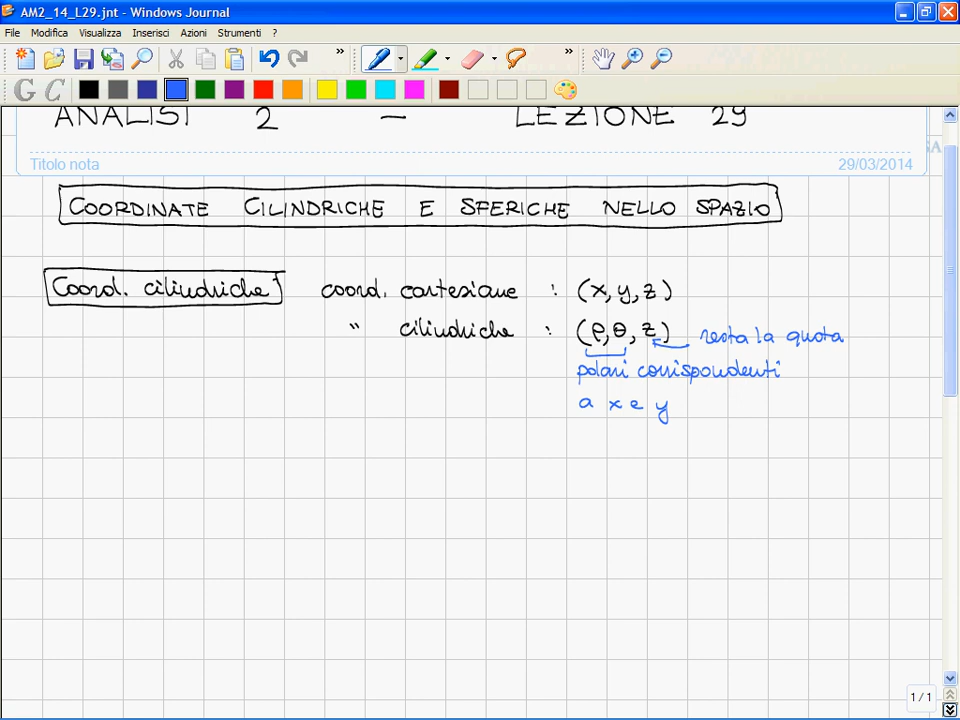 AM2_14_L29.jnt - Windows Journal
File Modifica Visualizza Inserisci Azioni Strumenti ?
G C
ANALISI 2 — LEZIONE 29
Titolo nota 29/03/2014
COORDINATE CILINDRICHE E SFERICHE NELLO SPAZIO
Coord. cilindriche coord. cartesiane : (x, y, z)
" cilindriche : (ρ, θ, z) resta la quota
polari corrispondenti
a x e y
1 / 1